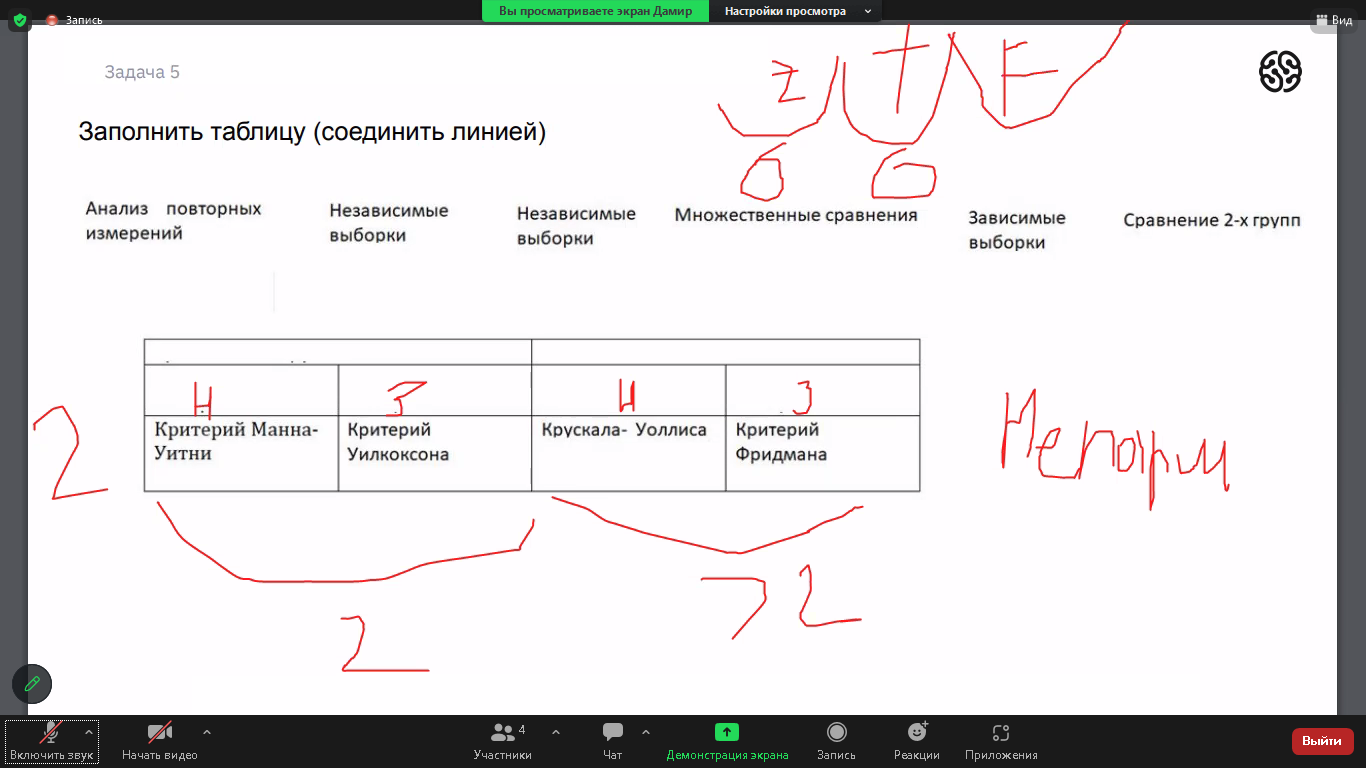 Запись
Вы просматриваете экран Дамир
Настройки просмотра
Вид
Задача 5
z t F
Заполнить таблицу (соединить линией)
Анализ повторных
измерений
Независимые
выборки
Независимые
выборки
Множественные сравнения
Зависимые
выборки
Сравнение 2-х групп
Н З Н З
2
Критерий Манна-
Уитни
Критерий
Уилкоксона
Крускала- Уоллиса
Критерий
Фридмана
Непарам
2
>2
Включить звук
Начать видео
Участники
4
Чат
Демонстрация экрана
Запись
Реакции
Приложения
Выйти